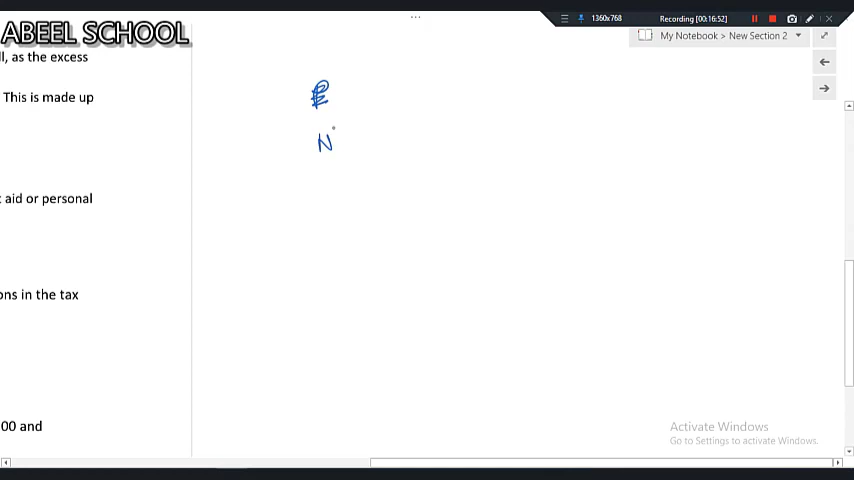 1360x768
Recording [00:16:52]
ABEEL SCHOOL
My Notebook > New Section 2
ll, as the excess
This is made up
N
t aid or personal
ons in the tax
00 and
Activate Windows
Go to Settings to activate Windows.